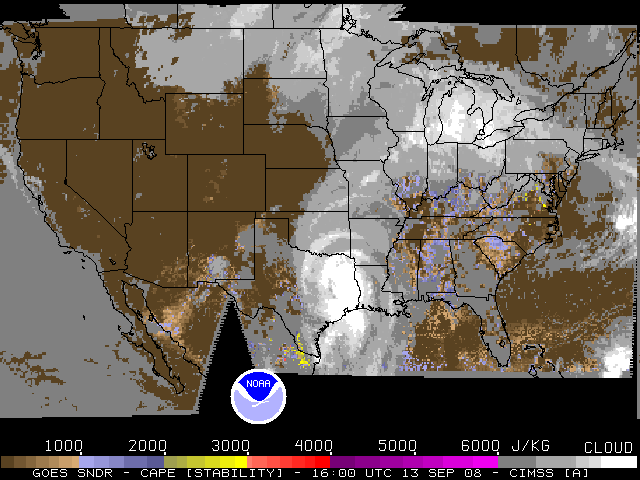 NOAA
1000 2000 3000 4000 5000 6000 J/KG CLOUD
GOES SNDR - CAPE [STABILITY] - 16:00 UTC 13 SEP 08 - CIMSS [A]